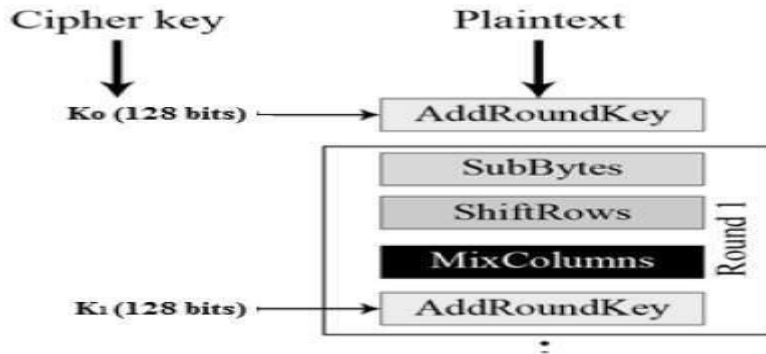 Cipher key Plaintext
K₀ (128 bits) AddRoundKey
SubBytes
ShiftRows
MixColumns
Round 1
K₁ (128 bits) AddRoundKey